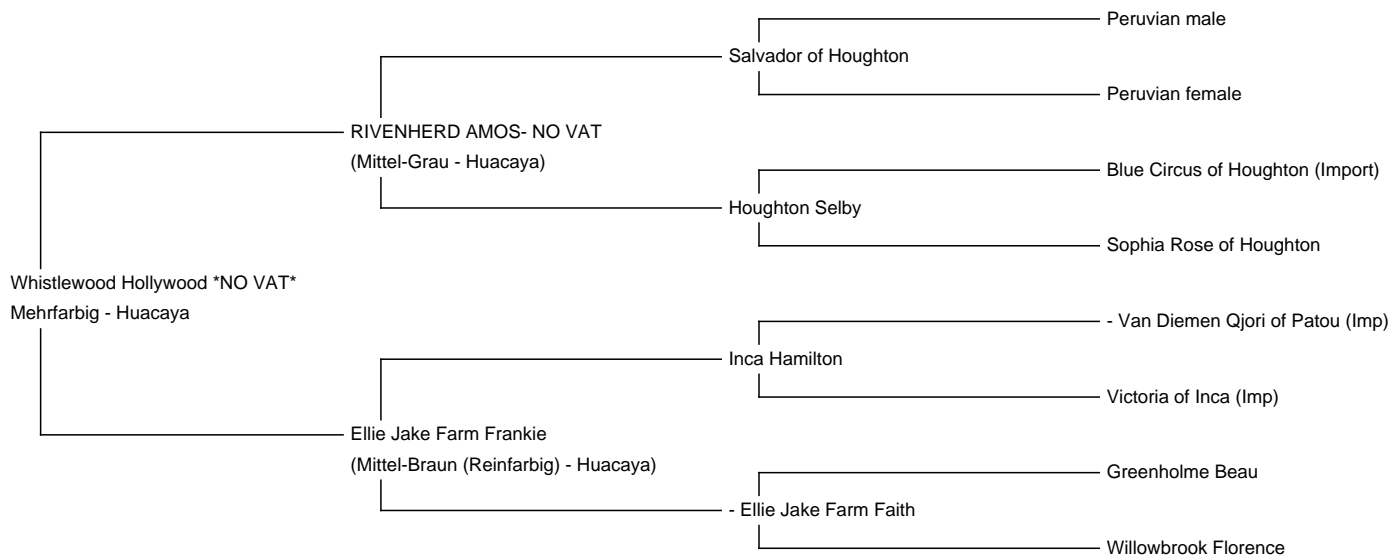 Peruvian male
Salvador of Houghton
Peruvian female
RIVENHERD AMOS- NO VAT
(Mittel-Grau - Huacaya)
Blue Circus of Houghton (Import)
Houghton Selby
Sophia Rose of Houghton
Whistlewood Hollywood *NO VAT*
Mehrfarbig - Huacaya
- Van Diemen Qjori of Patou (Imp)
Inca Hamilton
Victoria of Inca (Imp)
Ellie Jake Farm Frankie
(Mittel-Braun (Reinfarbig) - Huacaya)
Greenholme Beau
- Ellie Jake Farm Faith
Willowbrook Florence